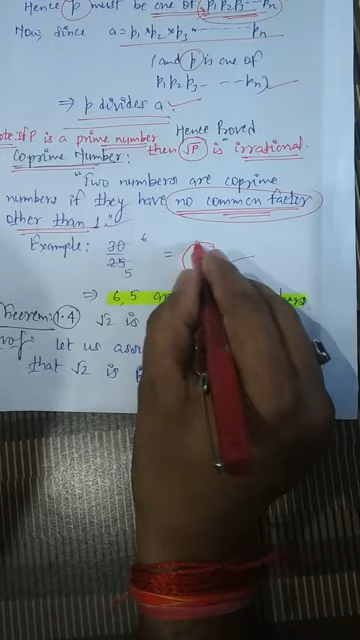 Hence p must be one of p₁ p₂ p₃ ---- pₙ
Now, since a = p₁ × p₂ × p₃ × -------- pₙ
(and p is one of
p₁ p₂ p₃ - - - - pₙ)
⇒ p divides a.
Hence Proved
Note: If P is a prime number then √P is irrational.
Coprime Number:
"Two numbers are coprime
numbers if they have no common factor
other than 1."
Example: 30/25 6 5 =
⇒ 6, 5
Theorem: 1.4 √2 is
Proof: Let us
that √2 is